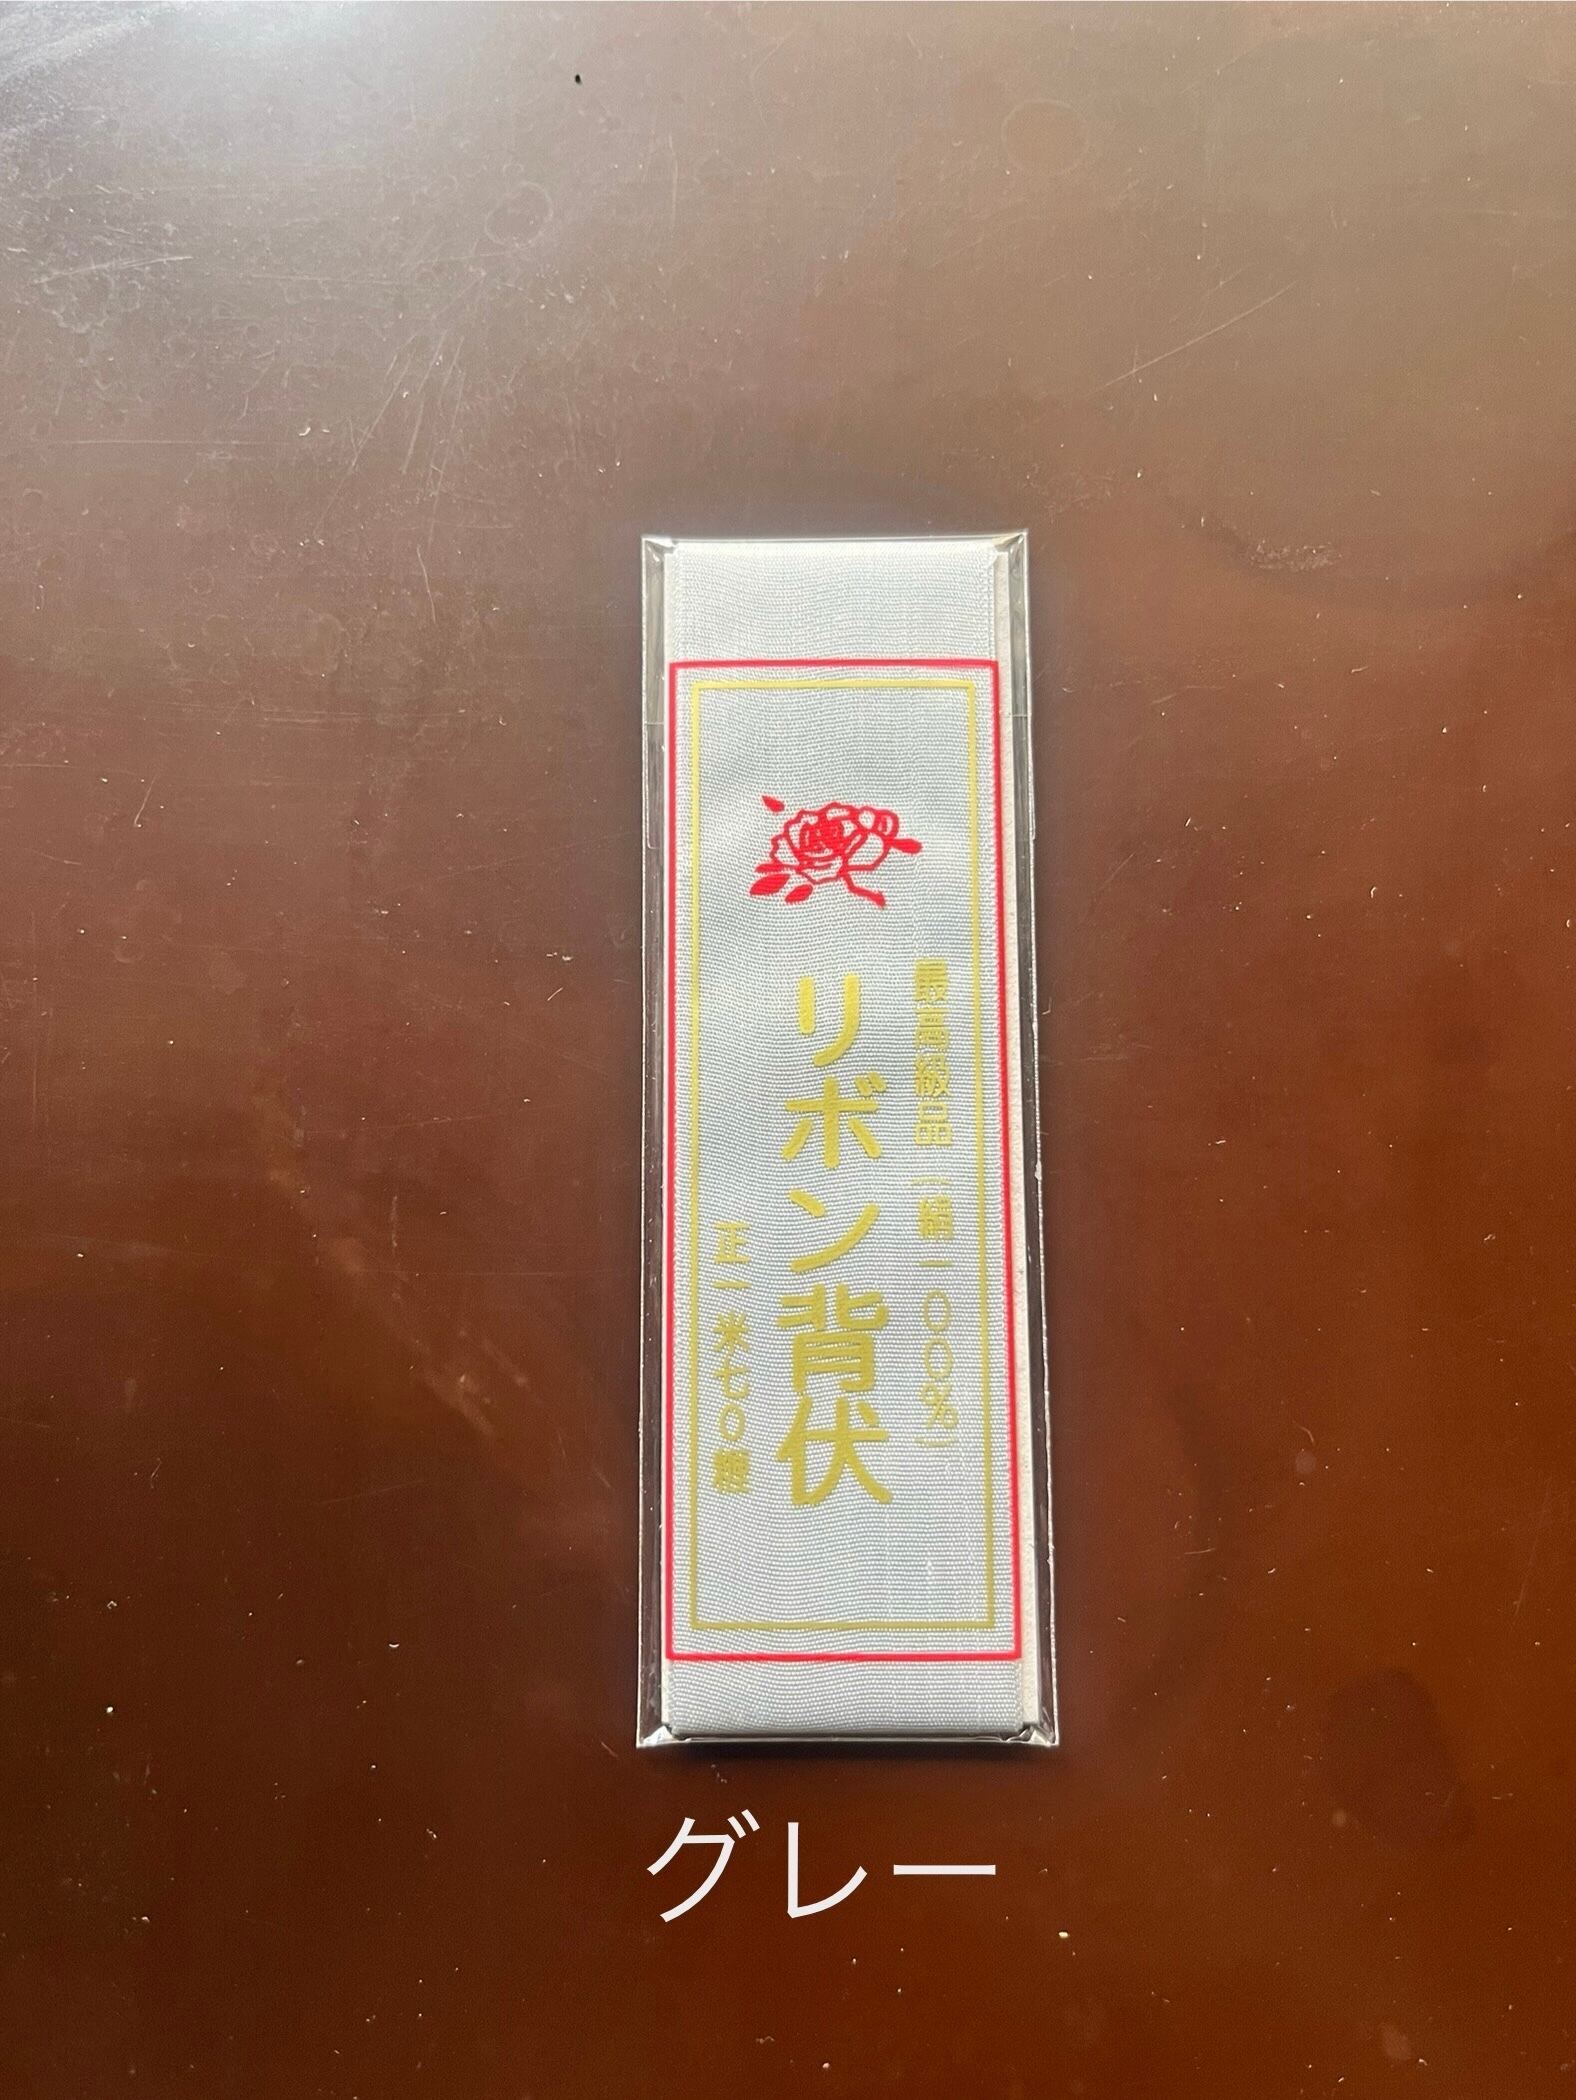 最高級品(絹一〇〇%)
リボン背伏
正一米七〇糎
グレー